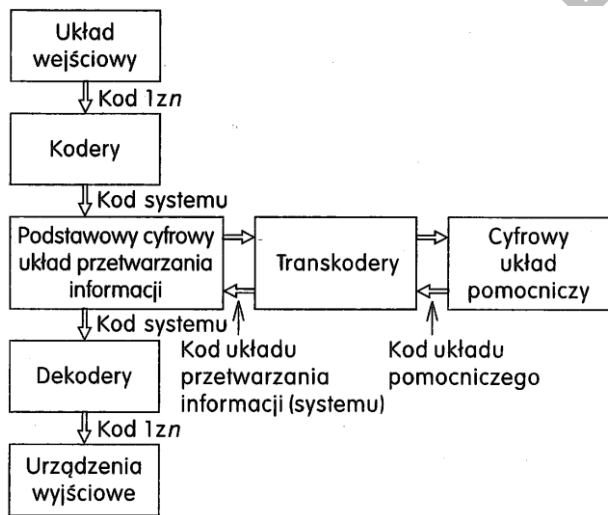 Układ
wejściowy
Kod 1zn
Kodery
Kod systemu
Podstawowy cyfrowy
układ przetwarzania
informacji
Transkodery
Cyfrowy
układ
pomocniczy
Kod systemu
Kod układu
przetwarzania
informacji (systemu)
Kod układu
pomocniczego
Dekodery
Kod 1zn
Urządzenia
wyjściowe